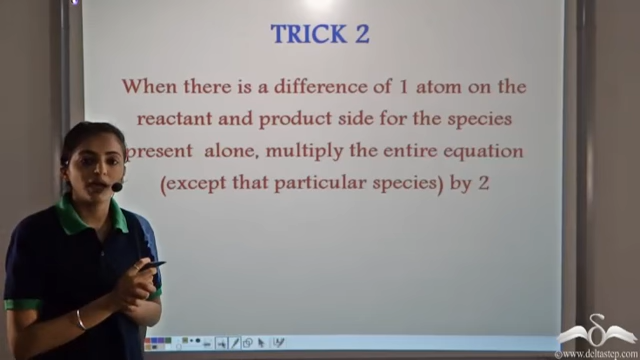 TRICK 2
When there is a difference of 1 atom on the
reactant and product side for the species
present alone, multiply the entire equation
(except that particular species) by 2
©www.deltastep.com